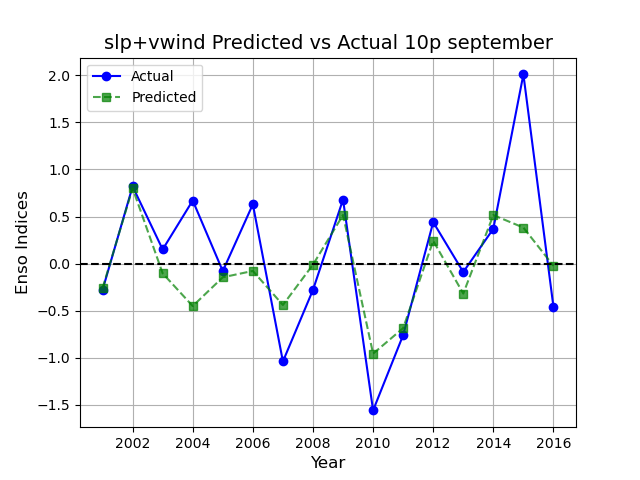 slp+vwind Predicted vs Actual 10p september
Actual
Predicted
2.0
1.5
1.0
0.5
0.0
−0.5
−1.0
−1.5
Enso Indices
2002 2004 2006 2008 2010 2012 2014 2016
Year